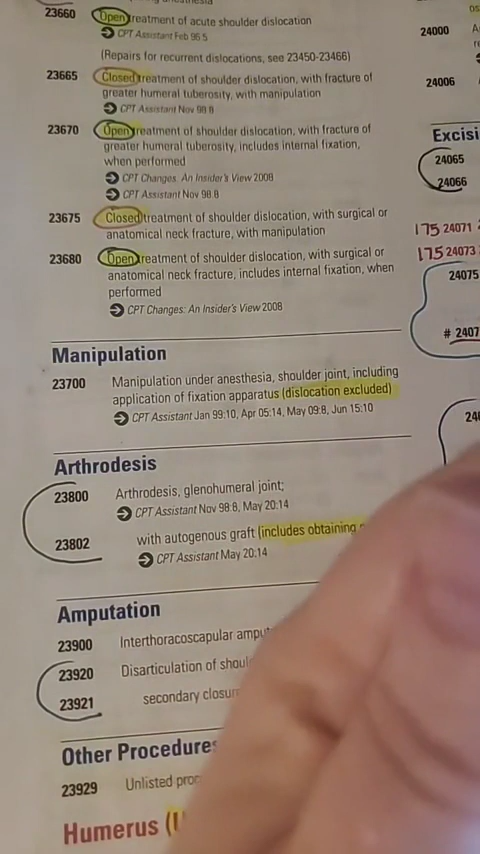 23660 Open treatment of acute shoulder dislocation
CPT Assistant Feb 96:5
(Repairs for recurrent dislocations, see 23450-23466)
23665 Closed treatment of shoulder dislocation, with fracture of
greater humeral tuberosity, with manipulation
CPT Assistant Nov 98:8
23670 Open treatment of shoulder dislocation, with fracture of
greater humeral tuberosity, includes internal fixation,
when performed
CPT Changes: An Insider's View 2008
CPT Assistant Nov 98:8
23675 Closed treatment of shoulder dislocation, with surgical or
anatomical neck fracture, with manipulation
23680 Open treatment of shoulder dislocation, with surgical or
anatomical neck fracture, includes internal fixation, when
performed
CPT Changes: An Insider's View 2008
Manipulation
23700 Manipulation under anesthesia, shoulder joint, including
application of fixation apparatus (dislocation excluded)
CPT Assistant Jan 99:10, Apr 05:14, May 09:8, Jun 15:10
Arthrodesis
23800 Arthrodesis, glenohumeral joint;
CPT Assistant Nov 98:8, May 20:14
23802 with autogenous graft (includes obtaining
CPT Assistant May 20:14
Amputation
23900 Interthoracoscapular
23920 Disarticulation of
23921 secondary
Other Procedures
23929 Unlisted
Humerus
24000
24006
24065
24066
175 24071
175 24073
24075
# 2407